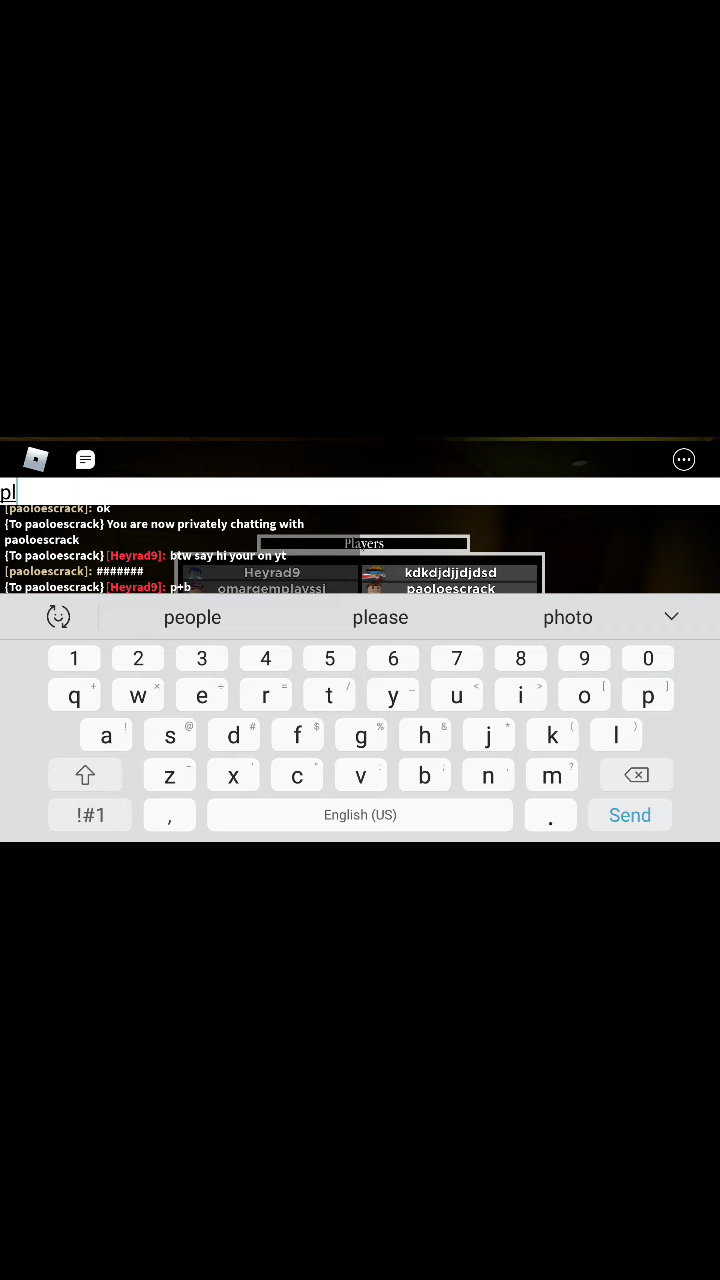 pl
[paoloescrack]: ok
{To paoloescrack} You are now privately chatting with
paoloescrack
{To paoloescrack} [Heyrad9]: btw say hi your on yt
[paoloescrack]: #######
{To paoloescrack} [Heyrad9]: p+b
Players
Heyrad9 kdkdjdjjdjdsd
omargemplayssj paoloescrack
people please photo
1 2 3 4 5 6 7 8 9 0
q + w × e ÷ r = t / y _ u < i > o [ p ]
a ! s @ d # f $ g % h & j * k ( l )
z - x ' c " v : b ; n , m ?
!#1 , English (US) . Send